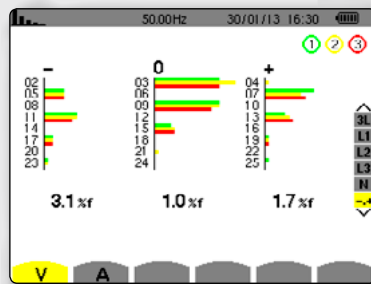 50.00Hz 30/01/13 16:30
1 2 3
- 0 +
02 03 04
05 06 07
08 09 10
11 12 13
14 15 16
17 18 19
20 21 22
23 24 25
3.1 %f 1.0 %f 1.7 %f
3L
L1
L2
L3
N
-.+
V A